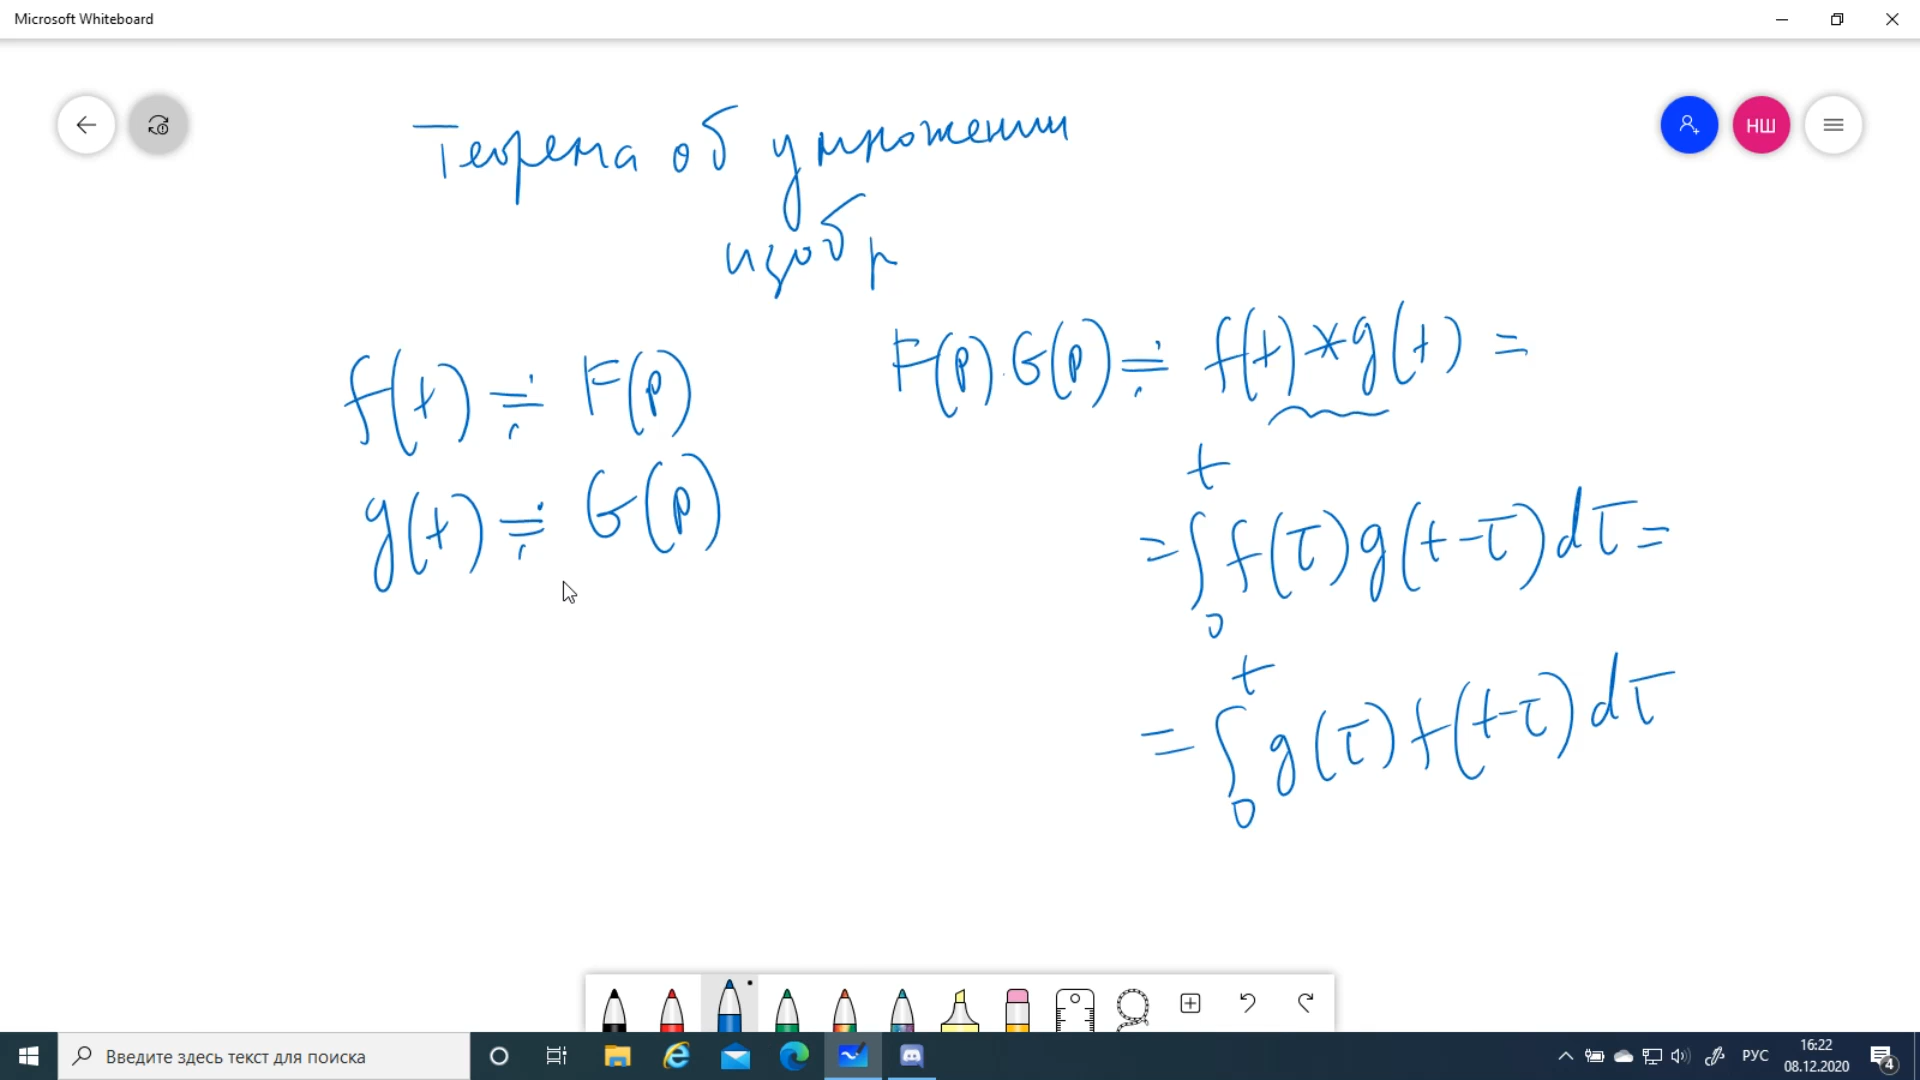 Microsoft Whiteboard
НШ
Теорема об умножении
изобр
f(t) ≓ F(p)
g(t) ≓ G(p)
F(p) · G(p) ≓ f(t) * g(t) =
= ∫₀ᵗ f(τ) g(t-τ) dτ =
= ∫₀ᵗ g(τ) f(t-τ) dτ
Введите здесь текст для поиска
РУС
16:22
08.12.2020
4